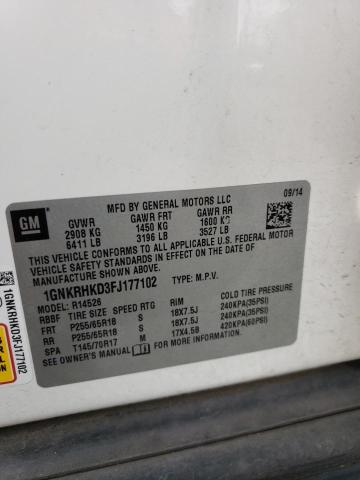 MFD BY GENERAL MOTORS LLC
09/14
GM
GVWR GAWR FRT GAWR RR
2908 KG 1450 KG 1600 KG
6411 LB 3196 LB 3527 LB
THIS VEHICLE CONFORMS TO ALL APPLICABLE U.S. FEDERAL MOTOR
VEHICLE SAFETY AND THEFT PREVENTION STANDARDS IN
EFFECT ON THE DATE OF MANUFACTURE SHOWN ABOVE.
1GNKRHKD3FJ177102 TYPE: M.P.V.
MODEL: R14526
RBBF TIRE SIZE SPEED RTG RIM COLD TIRE PRESSURE
FRT P255/65R18 S 18X7.5J 240KPA(35PSI)
RR P255/65R18 S 18X7.5J 240KPA(35PSI)
SPA T145/70R17 M 17X4.5B 420KPA(60PSI)
SEE OWNER'S MANUAL FOR MORE INFORMATION.
1GNKRHKD3FJ177102